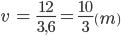 v = 12/3,6 = 10/3 (m)